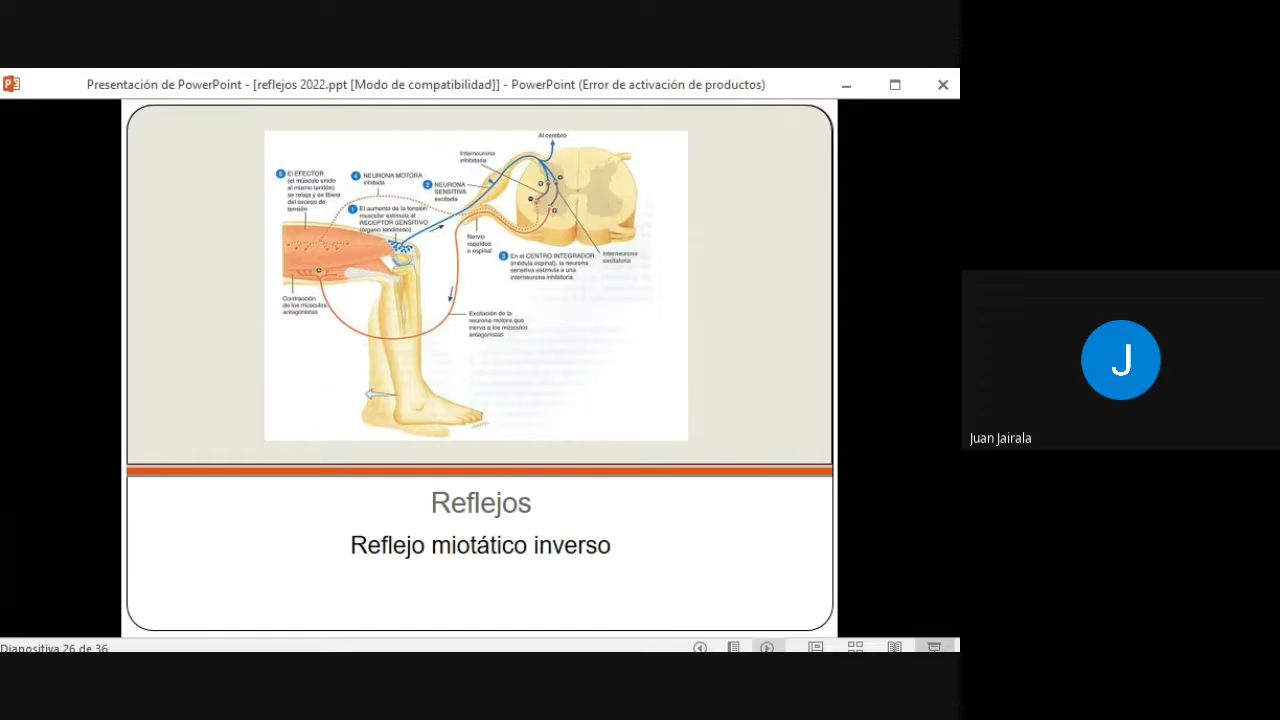 Presentación de PowerPoint - [reflejos 2022.ppt [Modo de compatibilidad]] - PowerPoint (Error de activación de productos)
Al cerebro
Interneurona
inhibitoria
5 El EFECTOR
(el músculo unido
al mismo tendón)
se relaja y se libera
del exceso de
tensión
4 NEURONA MOTORA
inhibida
2 NEURONA
SENSITIVA
excitada
1 El aumento de la tensión
muscular estimula al
RECEPTOR SENSITIVO
(órgano tendinoso)
Nervio
raquídeo
o espinal
3 En el CENTRO INTEGRADOR
(médula espinal), la neurona
sensitiva estimula a una
interneurona inhibitoria
Interneurona
excitatoria
Contracción
de los músculos
antagonistas
Excitación de la
neurona motora que
inerva a los músculos
antagonistas
Reflejos
Reflejo miotático inverso
Diapositiva 26 de 36
J
Juan Jairala